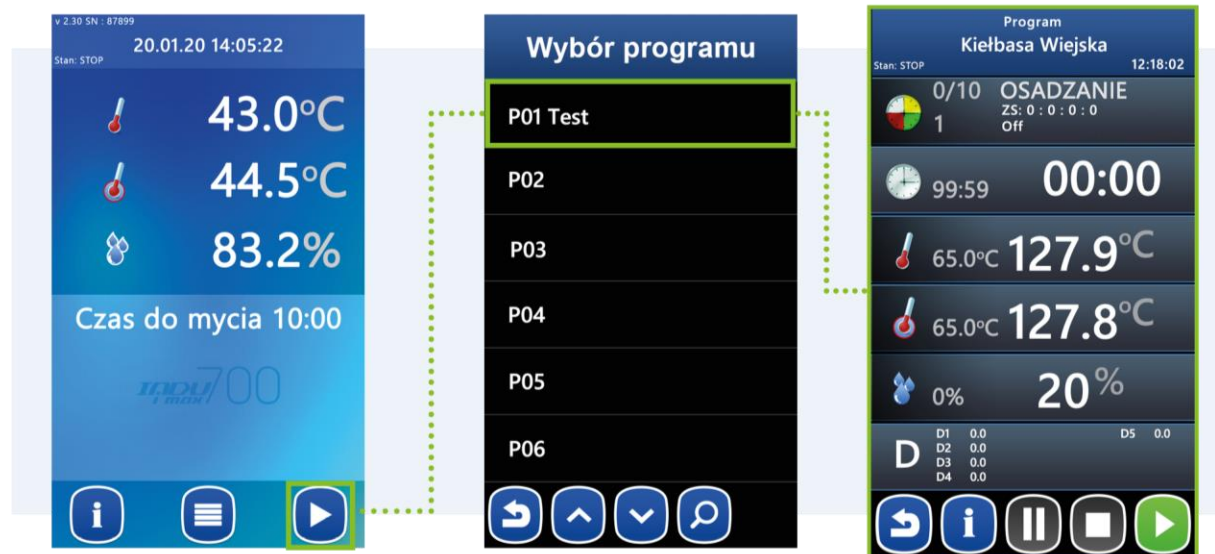 v 2.30 SN : 87899
20.01.20 14:05:22
Stan: STOP
43.0°C
44.5°C
83.2%
Czas do mycia 10:00
INDU
i max
700
Wybór programu
P01 Test
P02
P03
P04
P05
P06
Program
Kiełbasa Wiejska
Stan: STOP 12:18:02
0/10 OSADZANIE
ZS: 0 : 0 : 0 : 0
1 Off
99:59 00:00
65.0°C 127.9°C
65.0°C 127.8°C
0% 20%
D
D1 0.0 D5 0.0
D2 0.0
D3 0.0
D4 0.0